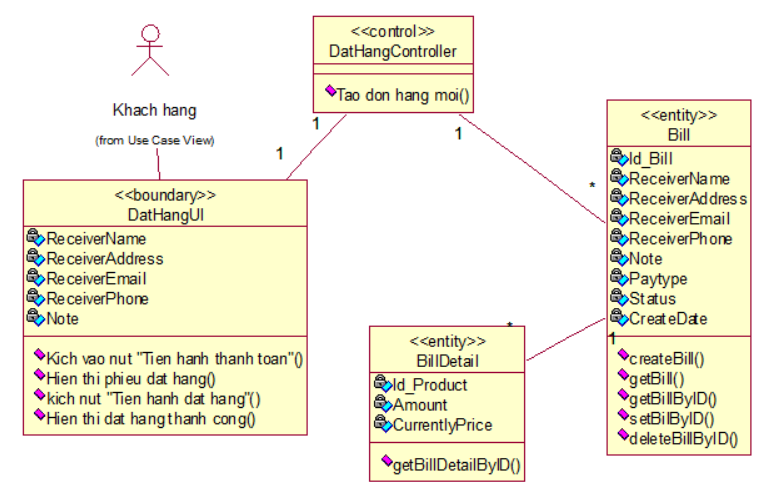 Khach hang
(from Use Case View)
<<control>>
DatHangController
Tao don hang moi()
1
1
1
*
<<boundary>>
DatHangUI
ReceiverName
ReceiverAddress
ReceiverEmail
ReceiverPhone
Note
Kich vao nut "Tien hanh thanh toan"()
Hien thi phieu dat hang()
kich nut "Tien hanh dat hang"()
Hien thi dat hang thanh cong()
<<entity>>
Bill
Id_Bill
ReceiverName
ReceiverAddress
ReceiverEmail
ReceiverPhone
Note
Paytype
Status
CreateDate
createBill()
getBill()
getBillByID()
setBilByID()
deleteBillByID()
1
*
<<entity>>
BillDetail
Id_Product
Amount
CurrentlyPrice
getBillDetailByID()